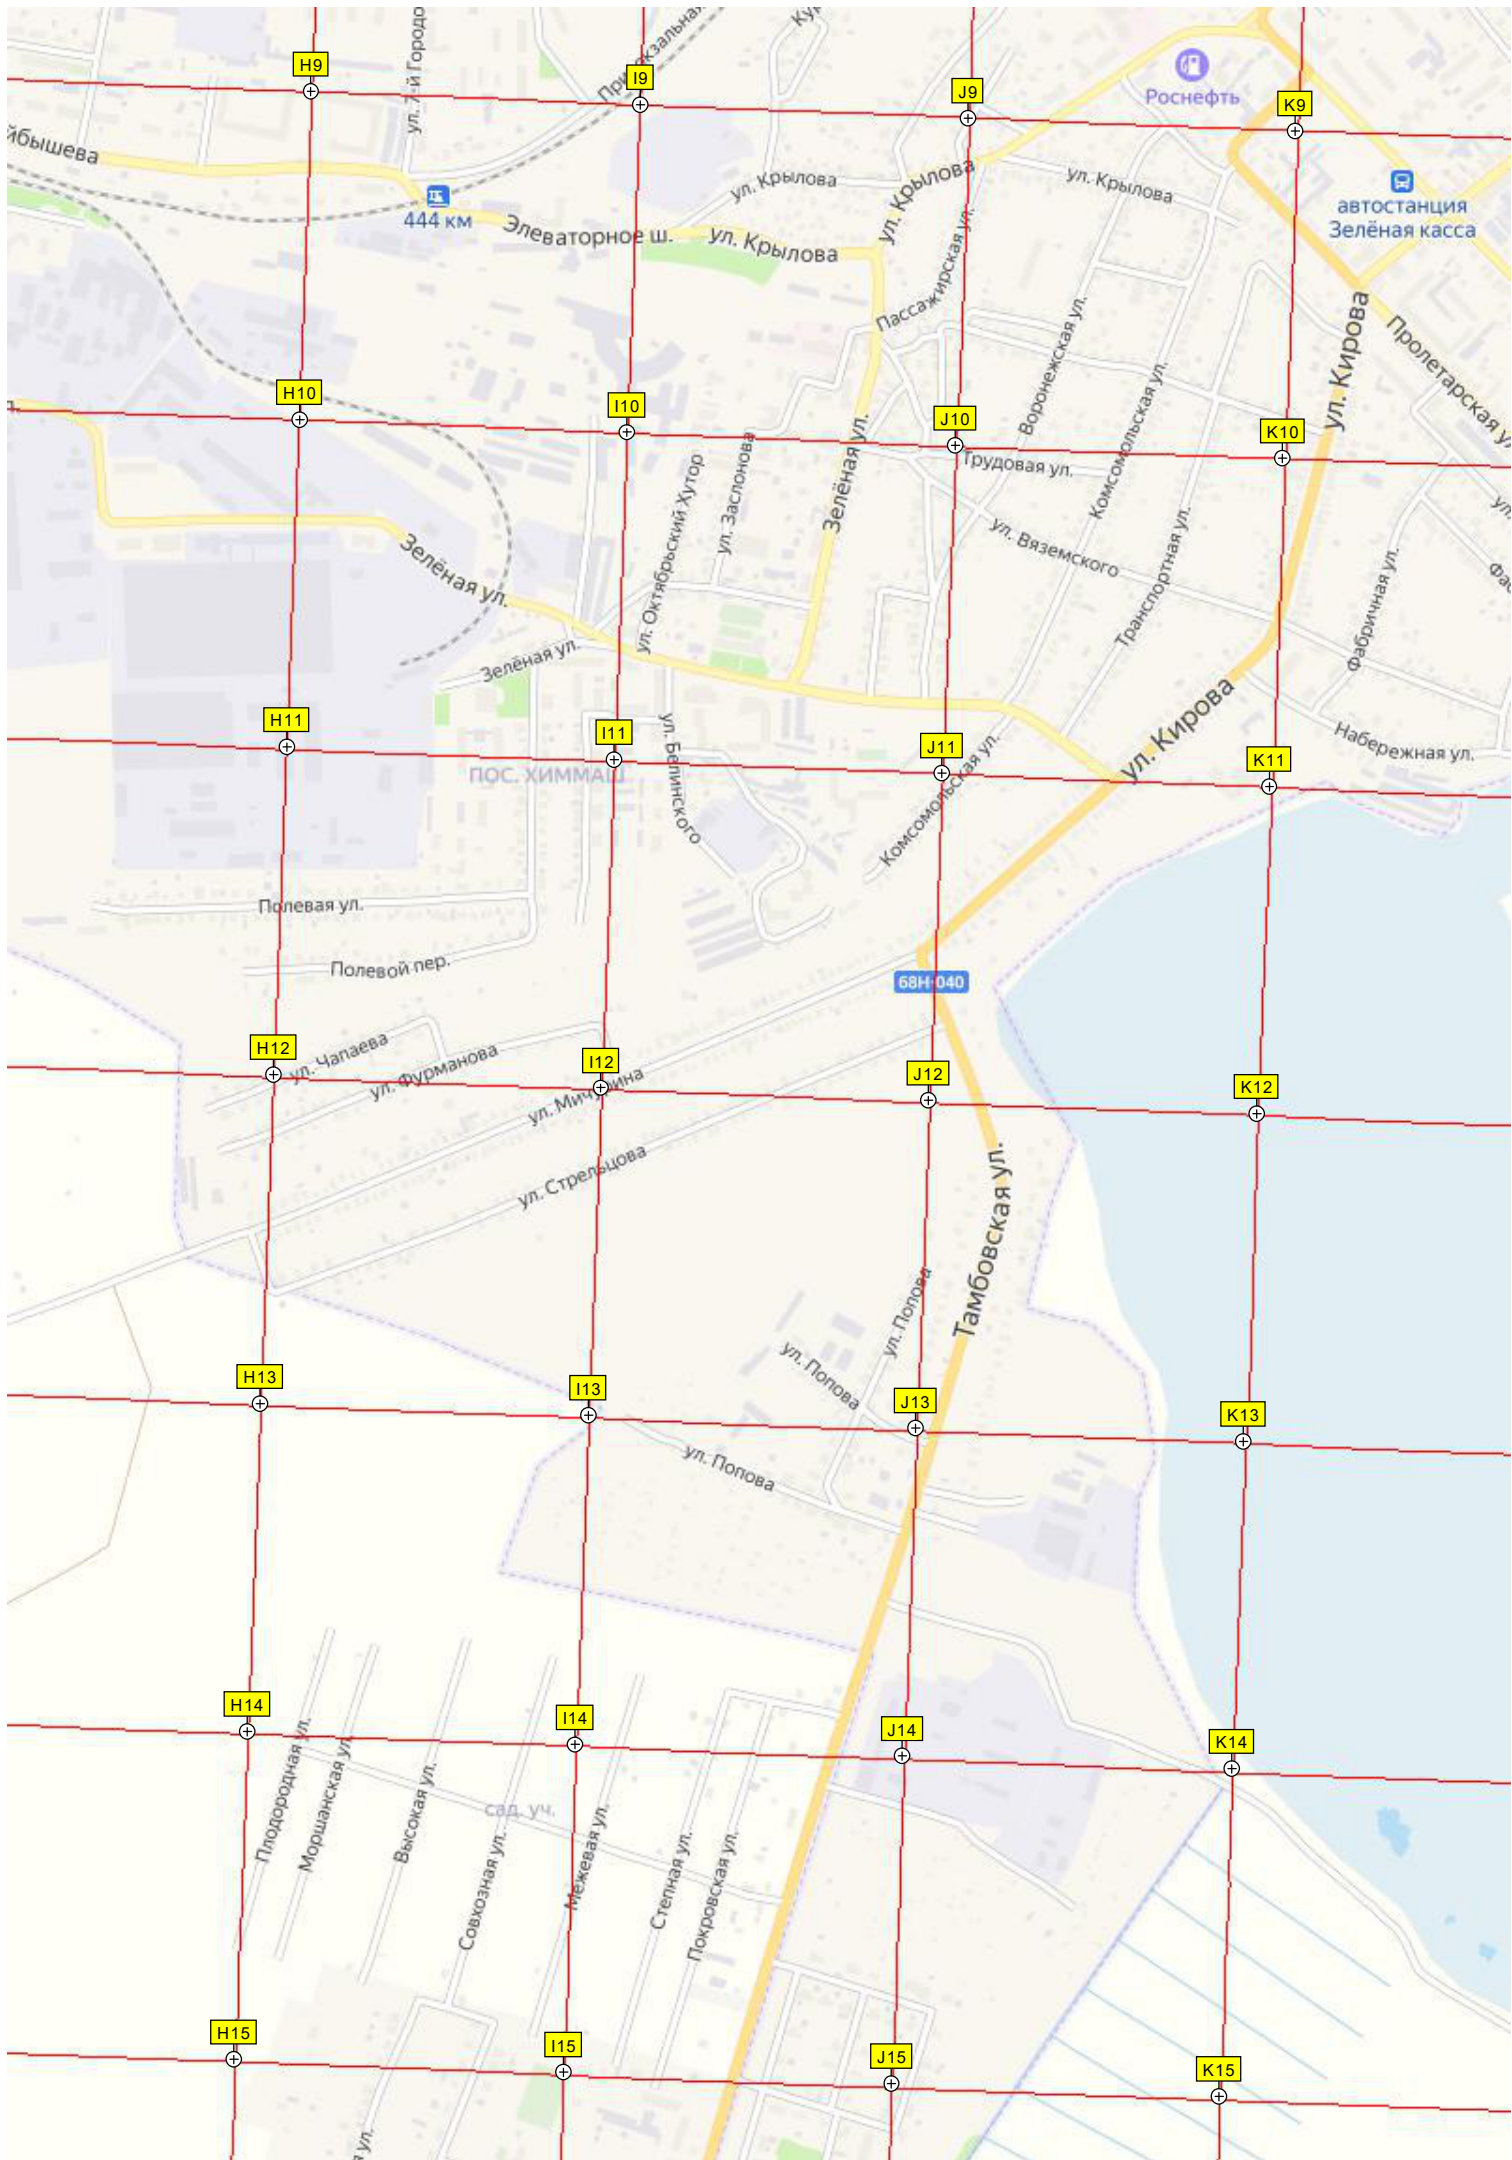 H9
I9
J9
K9
ул. 7-й Городо
Роснефть
йбышева
ул. Крылова
ул. Крылова
ул. Крылова
444 км
автостанция
Зелёная касса
Элеваторное ш.
ул. Крылова
Пассажирская ул.
ул. Кирова
Пролетарская ул.
Воронежская ул.
Комсомольская ул.
H10
I10
J10
K10
Трудовая ул.
Зелёная ул.
ул. Заслонова
ул. Октябрьский Хутор
ул. Вяземского
Транспортная ул.
Фабричная ул.
Зелёная ул.
Зелёная ул.
ул. Кирова
Набережная ул.
H11
I11
J11
K11
ПОС. ХИММАШ
ул. Белинского
Комсомольская ул.
Полевая ул.
Полевой пер.
68Н-040
H12
I12
J12
K12
ул. Чапаева
ул. Фурманова
ул. Мичурина
ул. Стрельцова
Тамбовская ул.
ул. Попова
ул. Попова
H13
I13
J13
K13
ул. Попова
H14
I14
J14
K14
Плодородная ул.
Моршанская ул.
Высокая ул.
сад. уч.
Совхозная ул.
Межевая ул.
Степная ул.
Покровская ул.
H15
I15
J15
K15